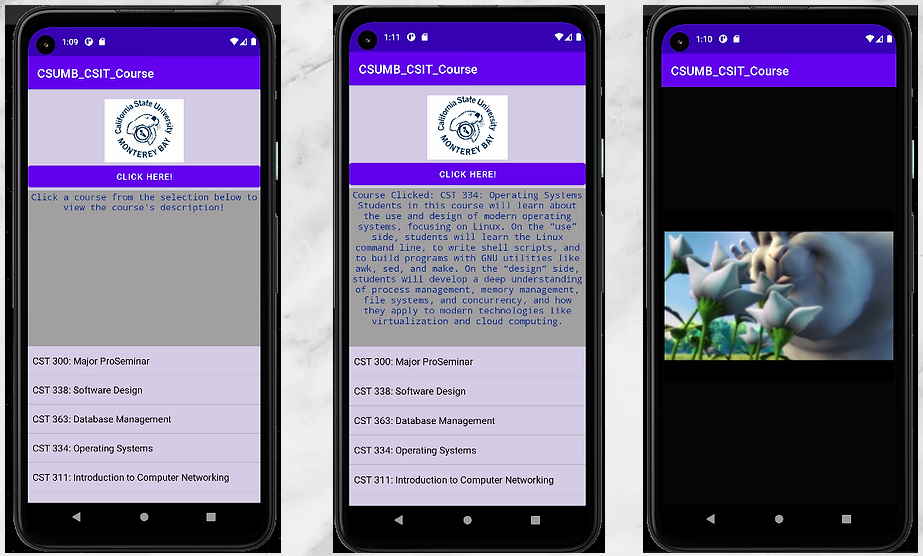 1:09
CSUMB_CSIT_Course
California State University
MONTEREY BAY
CLICK HERE!
Click a course from the selection below to
view the course's description!
CST 300: Major ProSeminar
CST 338: Software Design
CST 363: Database Management
CST 334: Operating Systems
CST 311: Introduction to Computer Networking
1:11
CSUMB_CSIT_Course
California State University
MONTEREY BAY
CLICK HERE!
Course Clicked: CST 334: Operating Systems
Students in this course will learn about
the use and design of modern operating
systems, focusing on Linux. On the “use”
side, students will learn the Linux
command line, to write shell scripts, and
to build programs with GNU utilities like
awk, sed, and make. On the “design” side,
students will develop a deep understanding
of process management, memory management,
file systems, and concurrency, and how
they apply to modern technologies like
virtualization and cloud computing.
CST 300: Major ProSeminar
CST 338: Software Design
CST 363: Database Management
CST 334: Operating Systems
CST 311: Introduction to Computer Networking
1:10
CSUMB_CSIT_Course